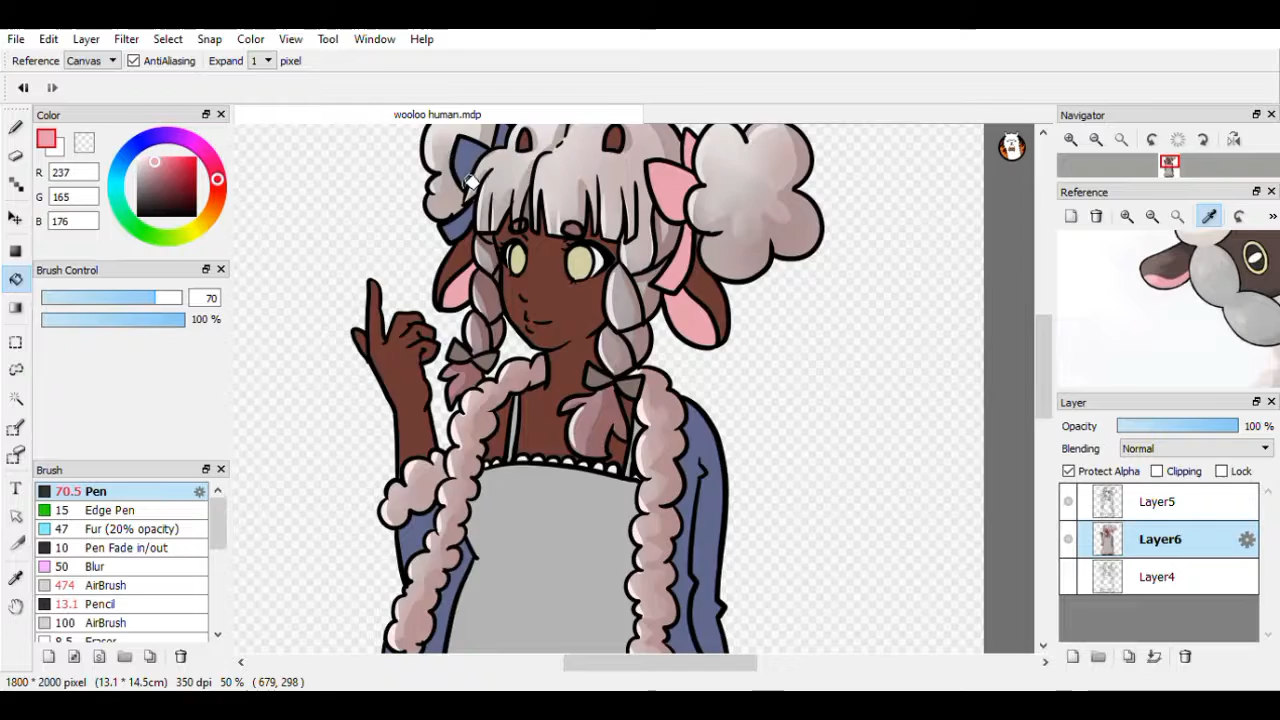 File Edit Layer Filter Select Snap Color View Tool Window Help
Reference Canvas AntiAliasing Expand 1 pixel
Color
R 237
G 165
B 176
Brush Control
70
100 %
Brush
70.5 Pen
15 Edge Pen
47 Fur (20% opacity)
10 Pen Fade in/out
50 Blur
474 AirBrush
13.1 Pencil
100 AirBrush
8.5 Eraser
wooloo human.mdp
Navigator
Reference
»
Layer
Opacity 100 %
Blending Normal
Protect Alpha Clipping Lock
Layer5
Layer6
Layer4
T
1800 * 2000 pixel (13.1 * 14.5cm) 350 dpi 50 % ( 679, 298 )